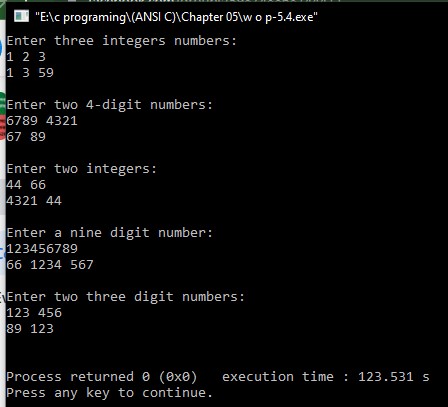 "E:\c programing\(ANSI C)\Chapter 05\w o p-5.4.exe"
Enter three integers numbers:
1 2 3
1 3 59
Enter two 4-digit numbers:
6789 4321
67 89
Enter two integers:
44 66
4321 44
Enter a nine digit number:
123456789
66 1234 567
Enter two three digit numbers:
123 456
89 123
Process returned 0 (0x0)   execution time : 123.531 s
Press any key to continue.